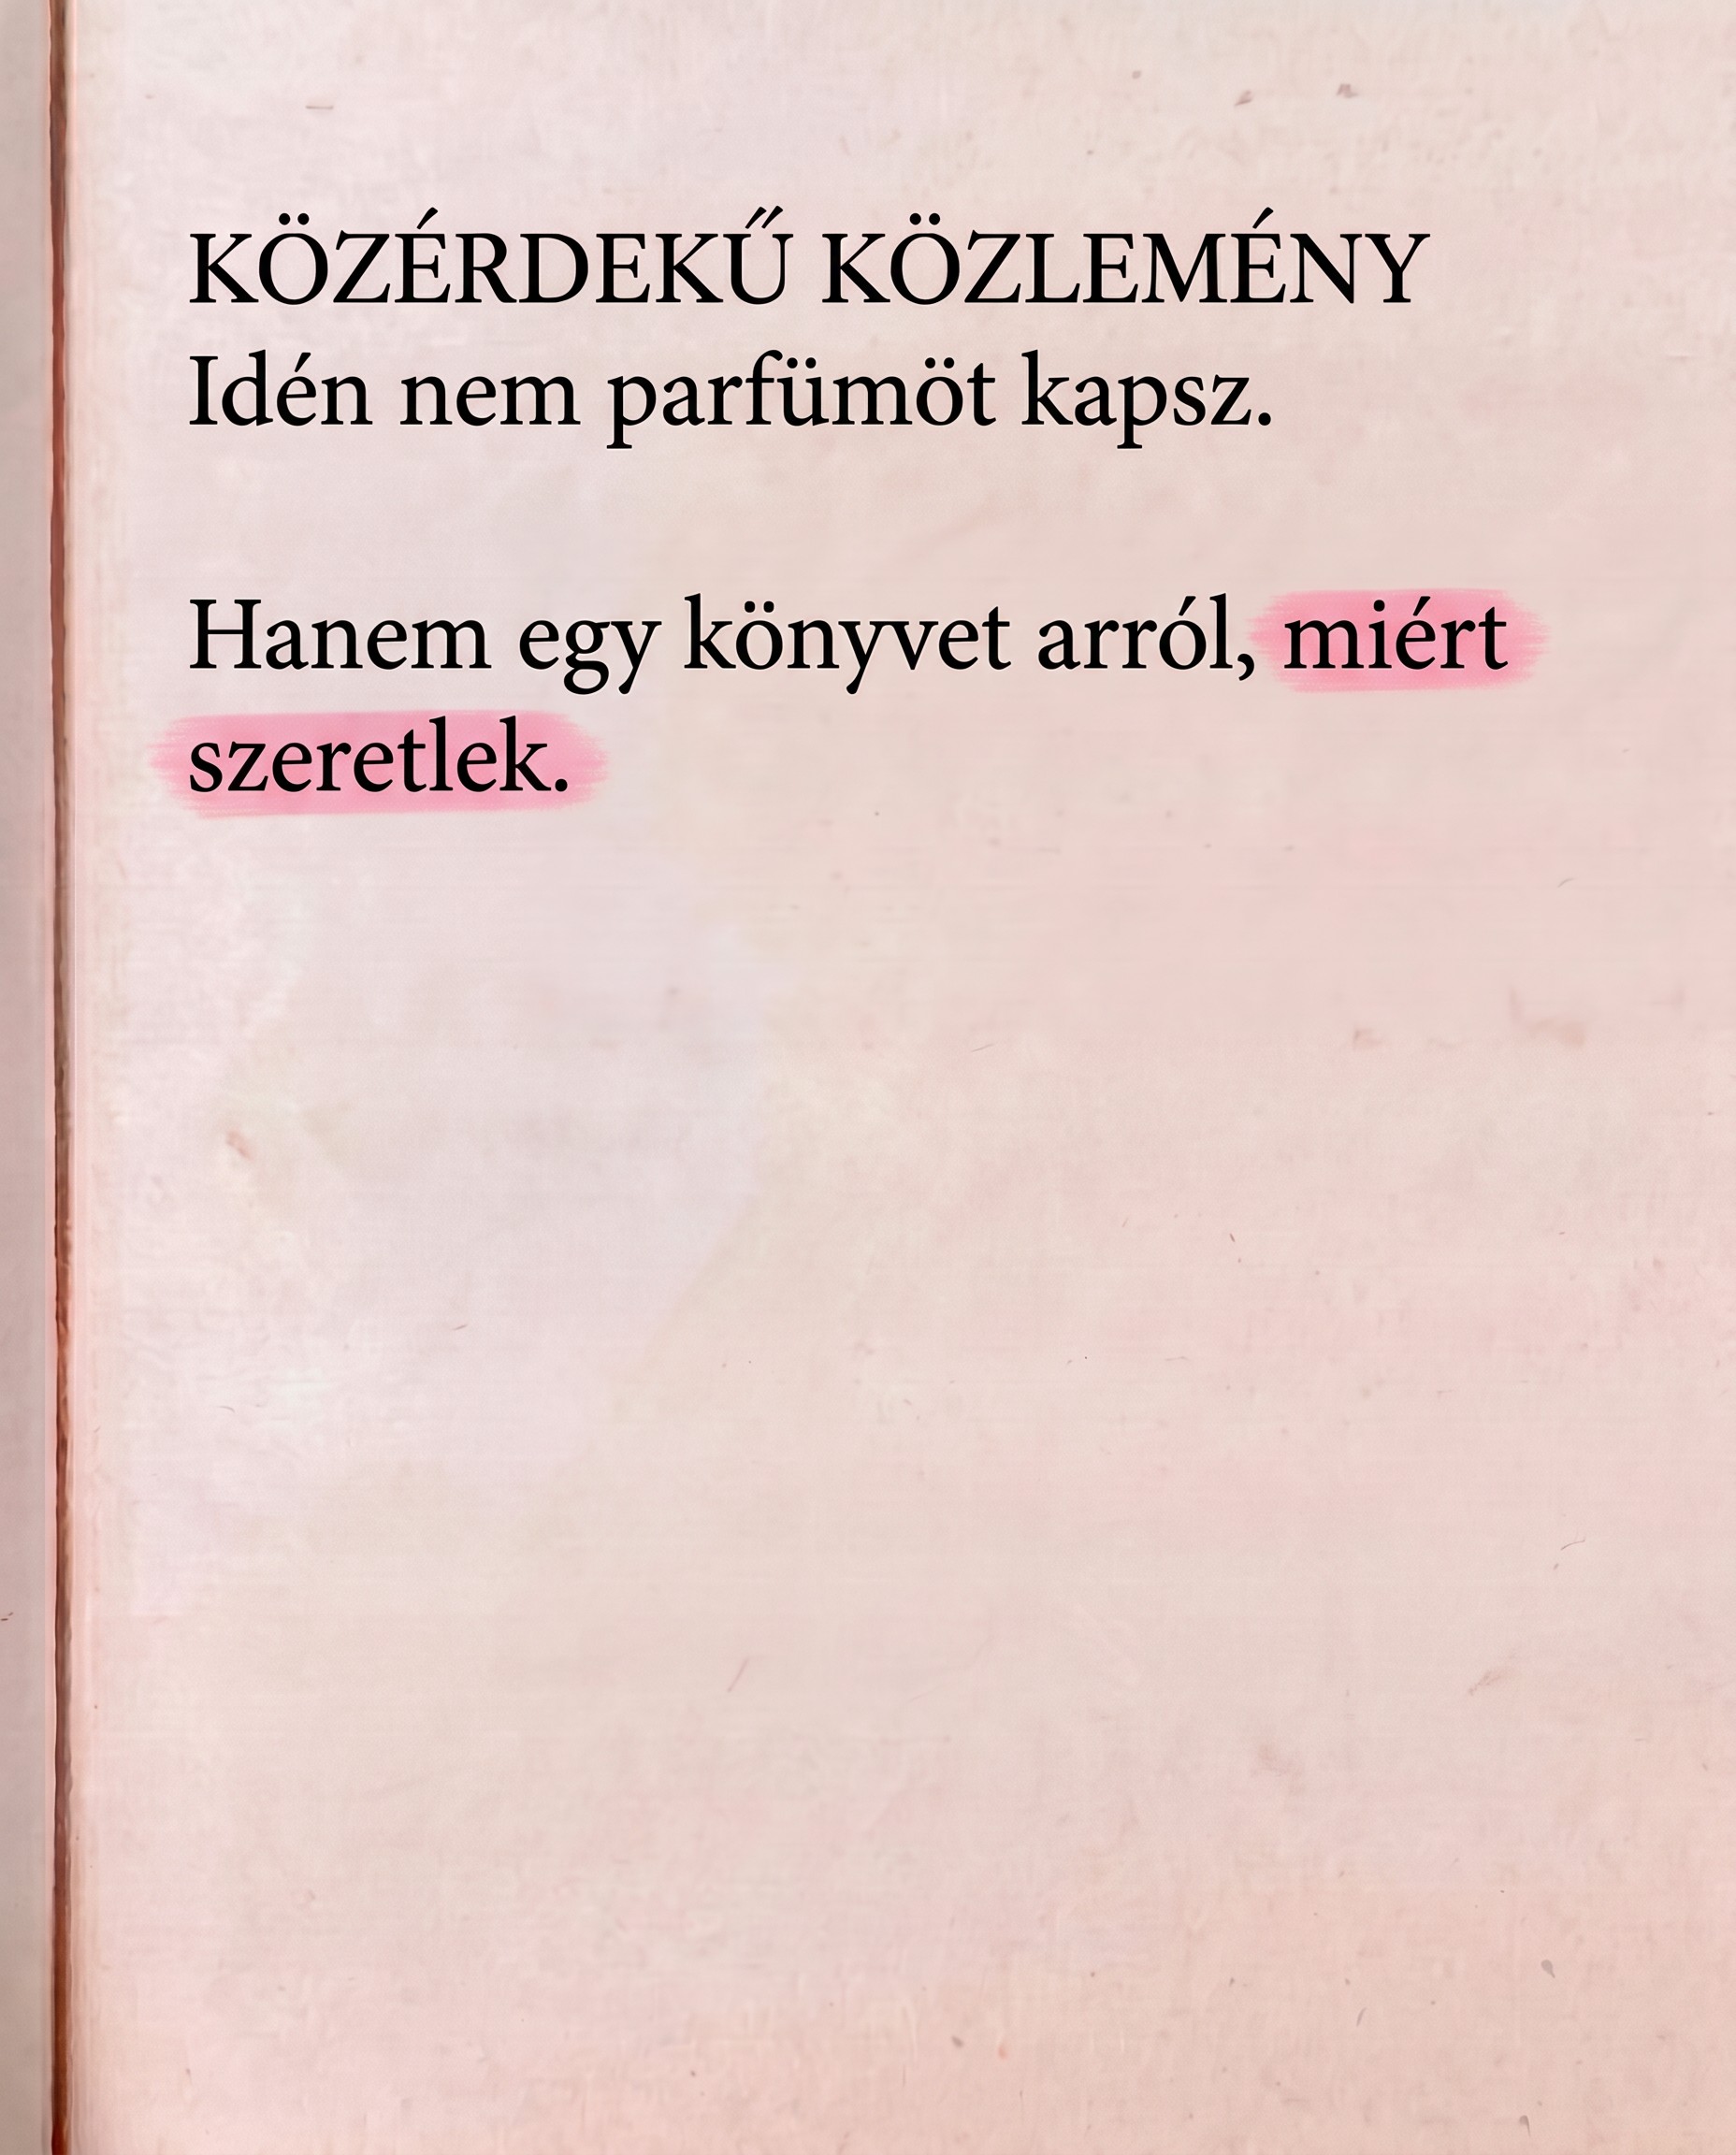 KÖZÉRDEKŰ KÖZLEMÉNY
Idén nem parfümöt kapsz.
Hanem egy könyvet arról, miért
szeretlek.